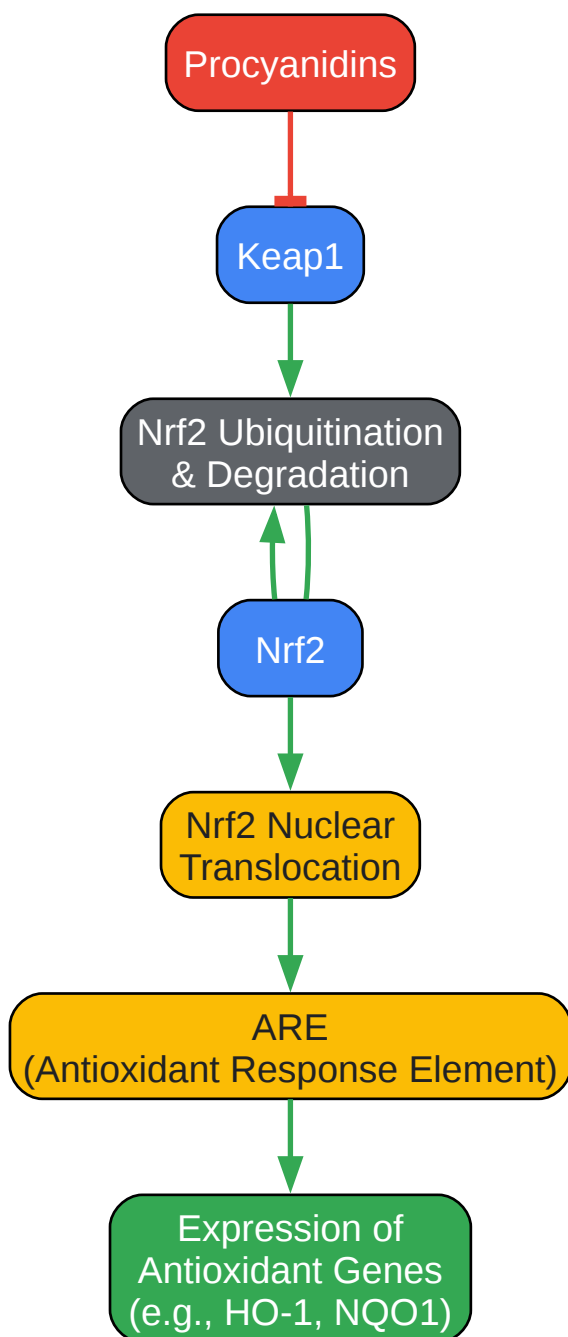 Procyanidins
Keap1
Nrf2 Ubiquitination
& Degradation
Nrf2
Nrf2 Nuclear
Translocation
ARE
(Antioxidant Response Element)
Expression of
Antioxidant Genes
(e.g., HO-1, NQO1)